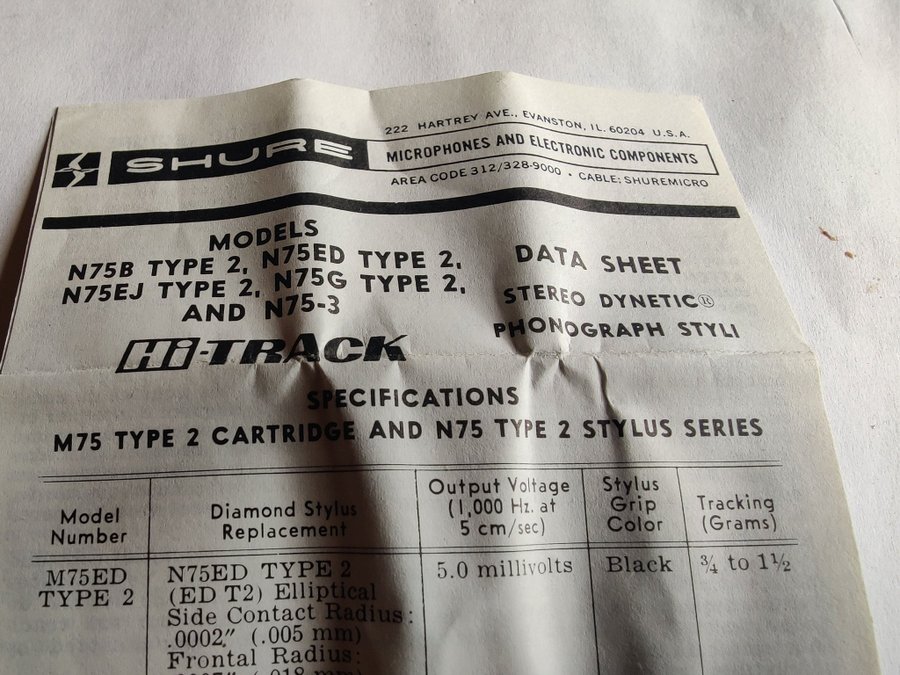 SHURE
222 HARTREY AVE., EVANSTON, IL. 60204 U.S.A.
MICROPHONES AND ELECTRONIC COMPONENTS
AREA CODE 312/328-9000 • CABLE: SHUREMICRO
MODELS
N75B TYPE 2, N75ED TYPE 2,
N75EJ TYPE 2, N75G TYPE 2,
AND N75-3
Hi-TRACK
DATA SHEET
STEREO DYNETIC®
PHONOGRAPH STYLI
SPECIFICATIONS
M75 TYPE 2 CARTRIDGE AND N75 TYPE 2 STYLUS SERIES
Model
Number
Diamond Stylus
Replacement
Output Voltage
(1,000 Hz. at
5 cm/sec)
Stylus
Grip
Color
Tracking
(Grams)
M75ED
TYPE 2
N75ED TYPE 2
(ED T2) Elliptical
Side Contact Radius:
.0002" (.005 mm)
Frontal Radius:
5.0 millivolts
Black
¾ to 1½